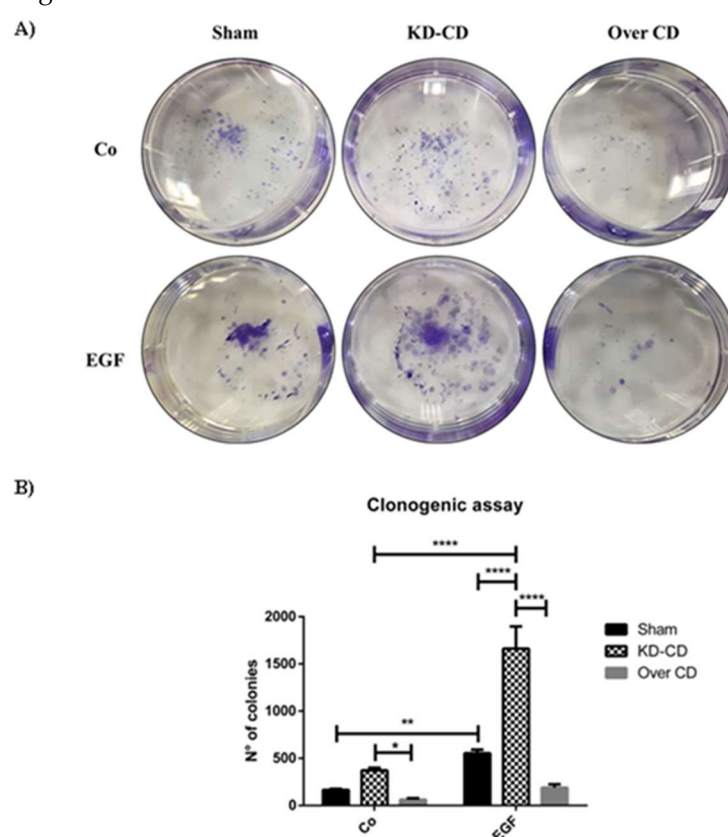 A)
Sham KD-CD Over CD
Co
EGF
B)
Clonogenic assay
****
****
****
2000
1500
1000
500
0
N° of colonies
**
*
Sham
KD-CD
Over CD
Co
EGF